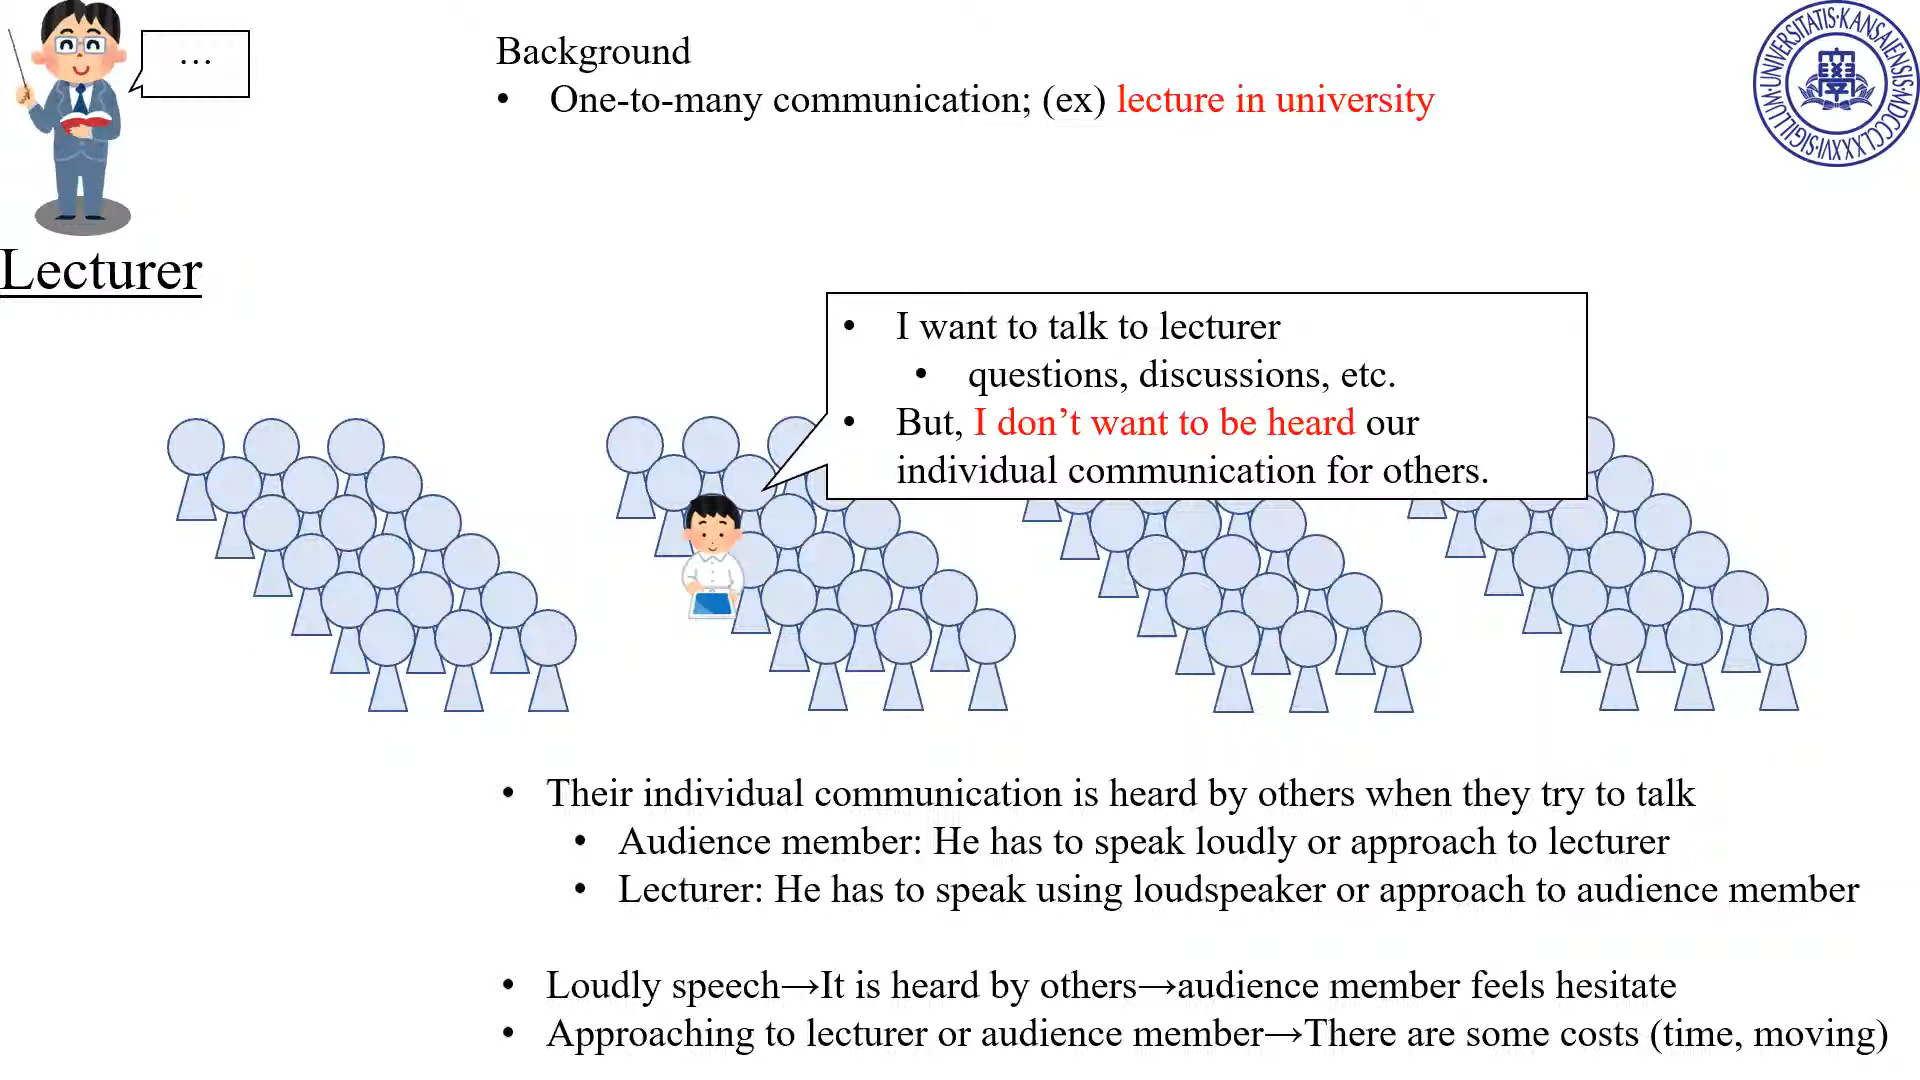 ...
Background
• One-to-many communication; (ex) lecture in university
SIGILLUM·UNIVERSITATIS·KANSAIENSIS·MDCCCLXXXVI
Lecturer
• I want to talk to lecturer
• questions, discussions, etc.
• But, I don’t want to be heard our
individual communication for others.
• Their individual communication is heard by others when they try to talk
• Audience member: He has to speak loudly or approach to lecturer
• Lecturer: He has to speak using loudspeaker or approach to audience member
• Loudly speech→It is heard by others→audience member feels hesitate
• Approaching to lecturer or audience member→There are some costs (time, moving)